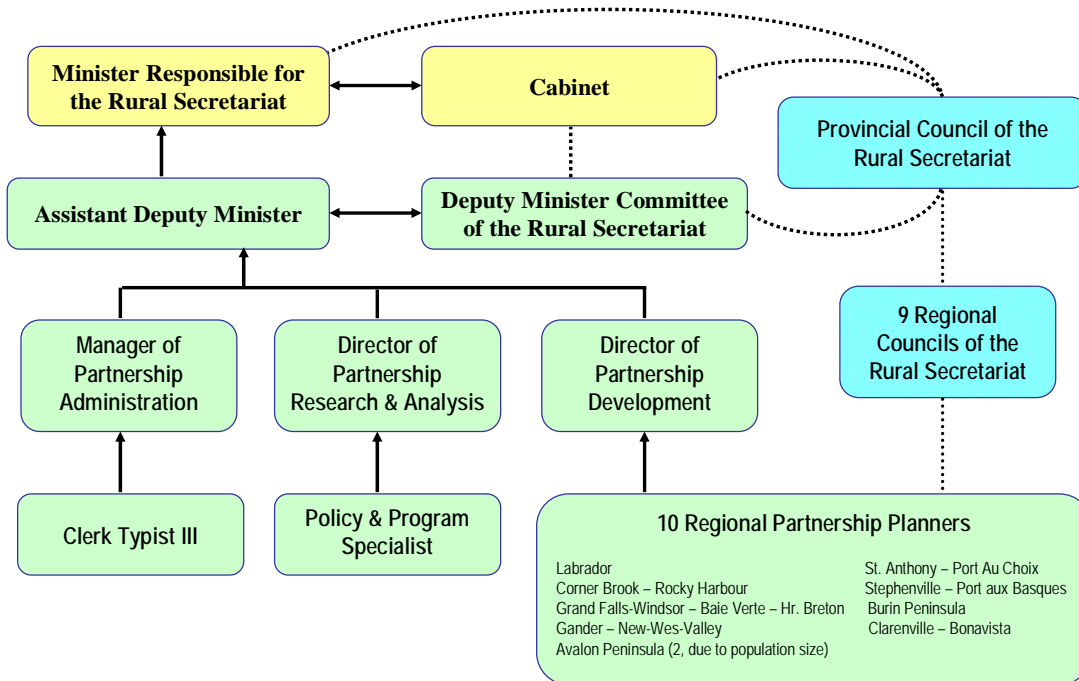 Minister Responsible for
the Rural Secretariat
Cabinet
Provincial Council of the
Rural Secretariat
Assistant Deputy Minister
Deputy Minister Committee
of the Rural Secretariat
9 Regional
Councils of the
Rural Secretariat
Manager of
Partnership
Administration
Director of
Partnership
Research & Analysis
Director of
Partnership
Development
Clerk Typist III
Policy & Program
Specialist
10 Regional Partnership Planners
Labrador
Corner Brook – Rocky Harbour
Grand Falls-Windsor – Baie Verte – Hr. Breton
Gander – New-Wes-Valley
Avalon Peninsula (2, due to population size)
St. Anthony – Port Au Choix
Stephenville – Port aux Basques
Burin Peninsula
Clarenville – Bonavista